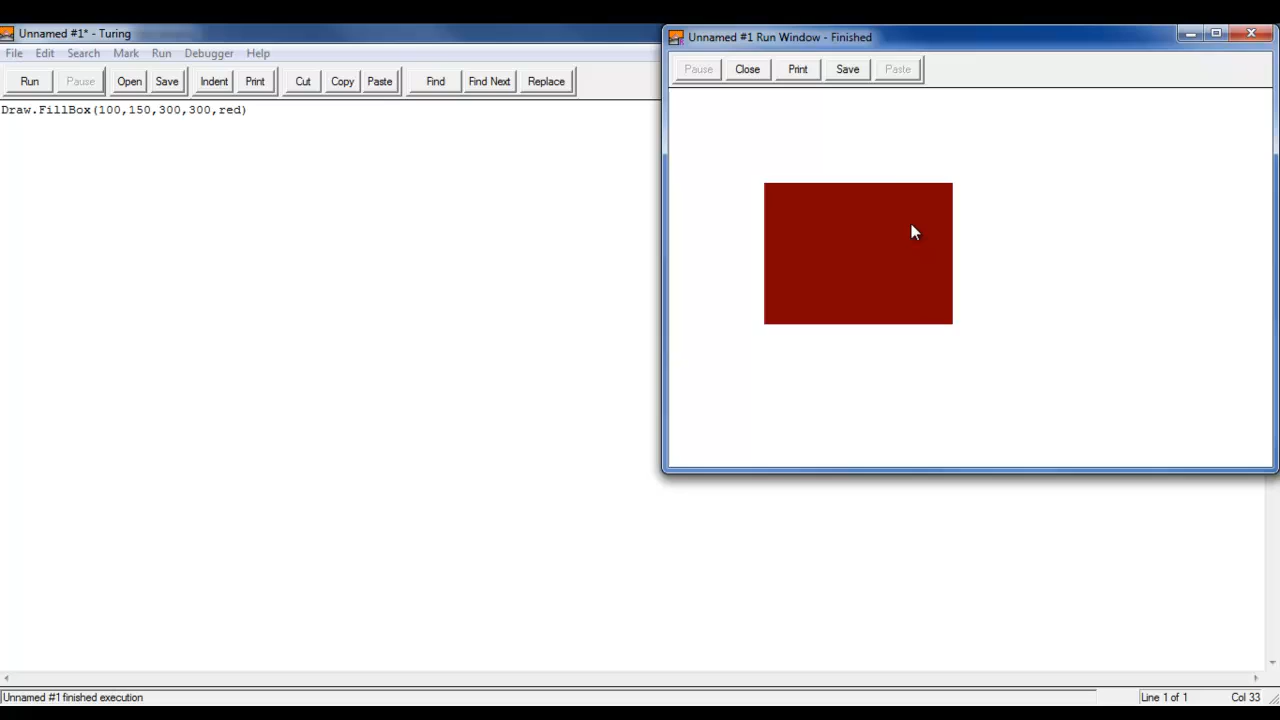 Unnamed #1* - Turing
File Edit Search Mark Run Debugger Help
Run Pause Open Save Indent Print Cut Copy Paste Find Find Next Replace
Draw.FillBox(100,150,300,300,red)
Unnamed #1 Run Window - Finished
Pause Close Print Save Paste
Unnamed #1 finished execution
Line 1 of 1 Col 33